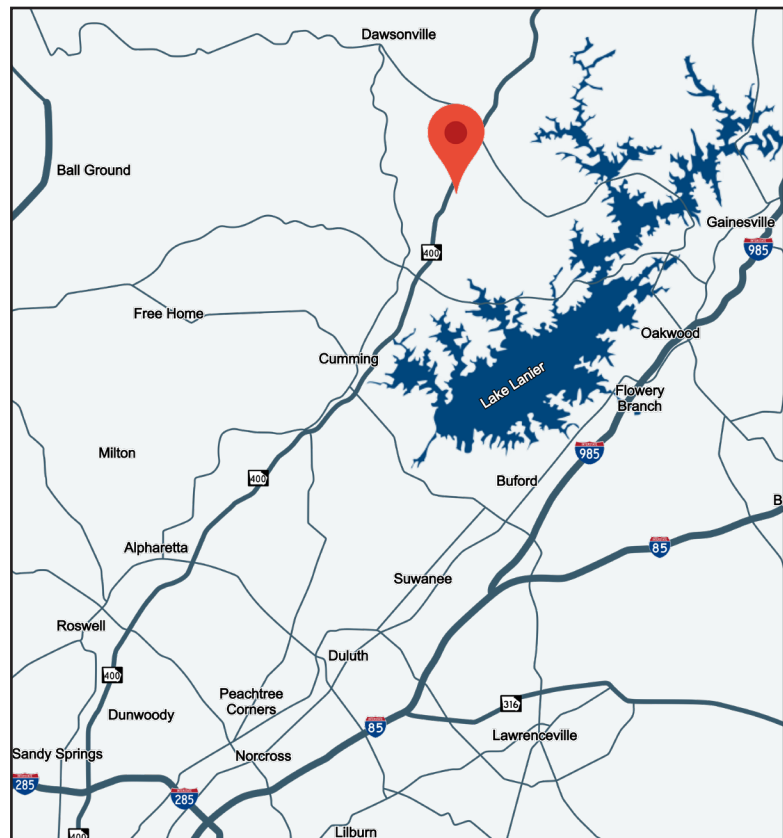 Dawsonville
Ball Ground
Gainesville
985
400
Free Home
Oakwood
Cumming
Lake Lanier
Flowery
Branch
Milton
985
400
Buford
B
Alpharetta
85
Suwanee
Roswell
Duluth
400
Peachtree
Corners
316
Dunwoody
85
Lawrenceville
Sandy Springs
Norcross
285
285
Lilburn
400